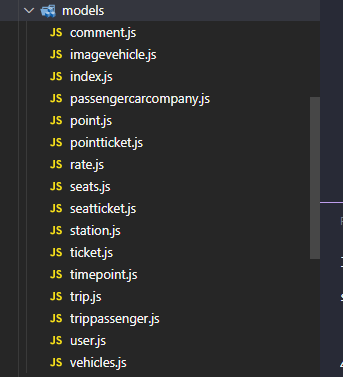 models
JS comment.js
JS imagevehicle.js
JS index.js
JS passengercarcompany.js
JS point.js
JS pointticket.js
JS rate.js
JS seats.js
JS seatticket.js
JS station.js
JS ticket.js
JS timepoint.js
JS trip.js
JS trippassenger.js
JS user.js
JS vehicles.js